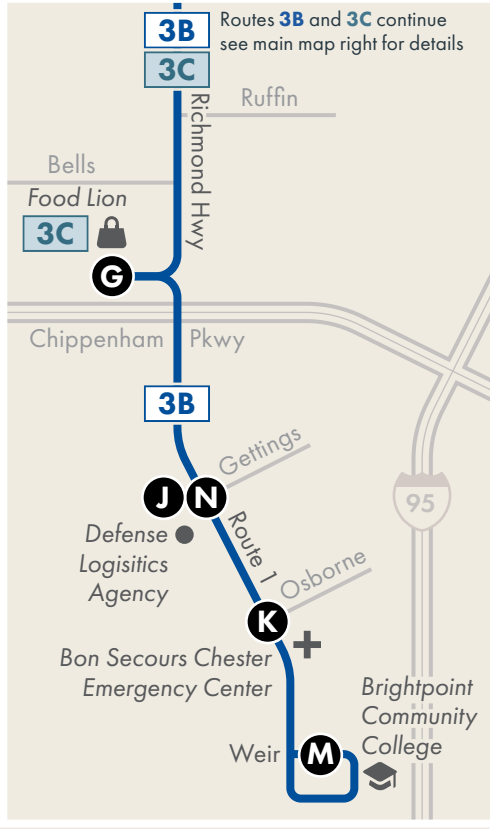 3B
Routes 3B and 3C continue
see main map right for details
3C
Ruffin
Richmond Hwy
Bells
Food Lion
3C
G
Chippenham Pkwy
3B
Gettings
95
J N
Route 1
Defense
Logisitics
Agency
Osborne
K
Bon Secours Chester
Emergency Center
Brightpoint
Community
College
Weir
M